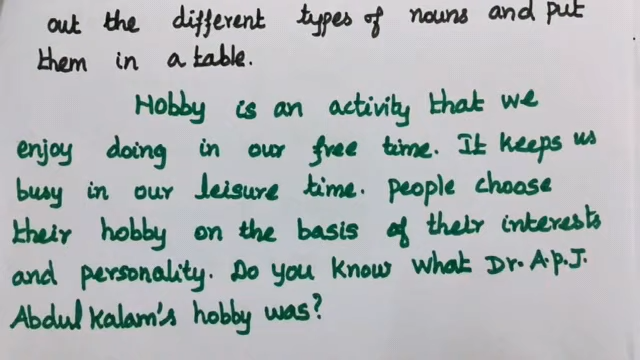 out the different types of nouns and put
them in a table.
Hobby is an activity that we
enjoy doing in our free time. It keeps us
busy in our leisure time. People choose
their hobby on the basis of their interests
and personality. Do you know what Dr. A.P.J.
Abdul Kalam's hobby was?